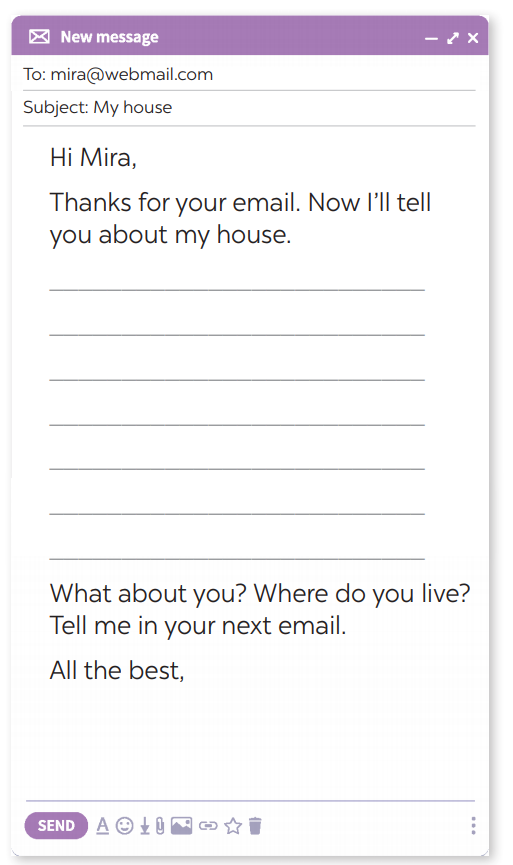 New message
To: mira@webmail.com
Subject: My house
Hi Mira,
Thanks for your email. Now I'll tell
you about my house.
What about you? Where do you live?
Tell me in your next email.
All the best,
SEND